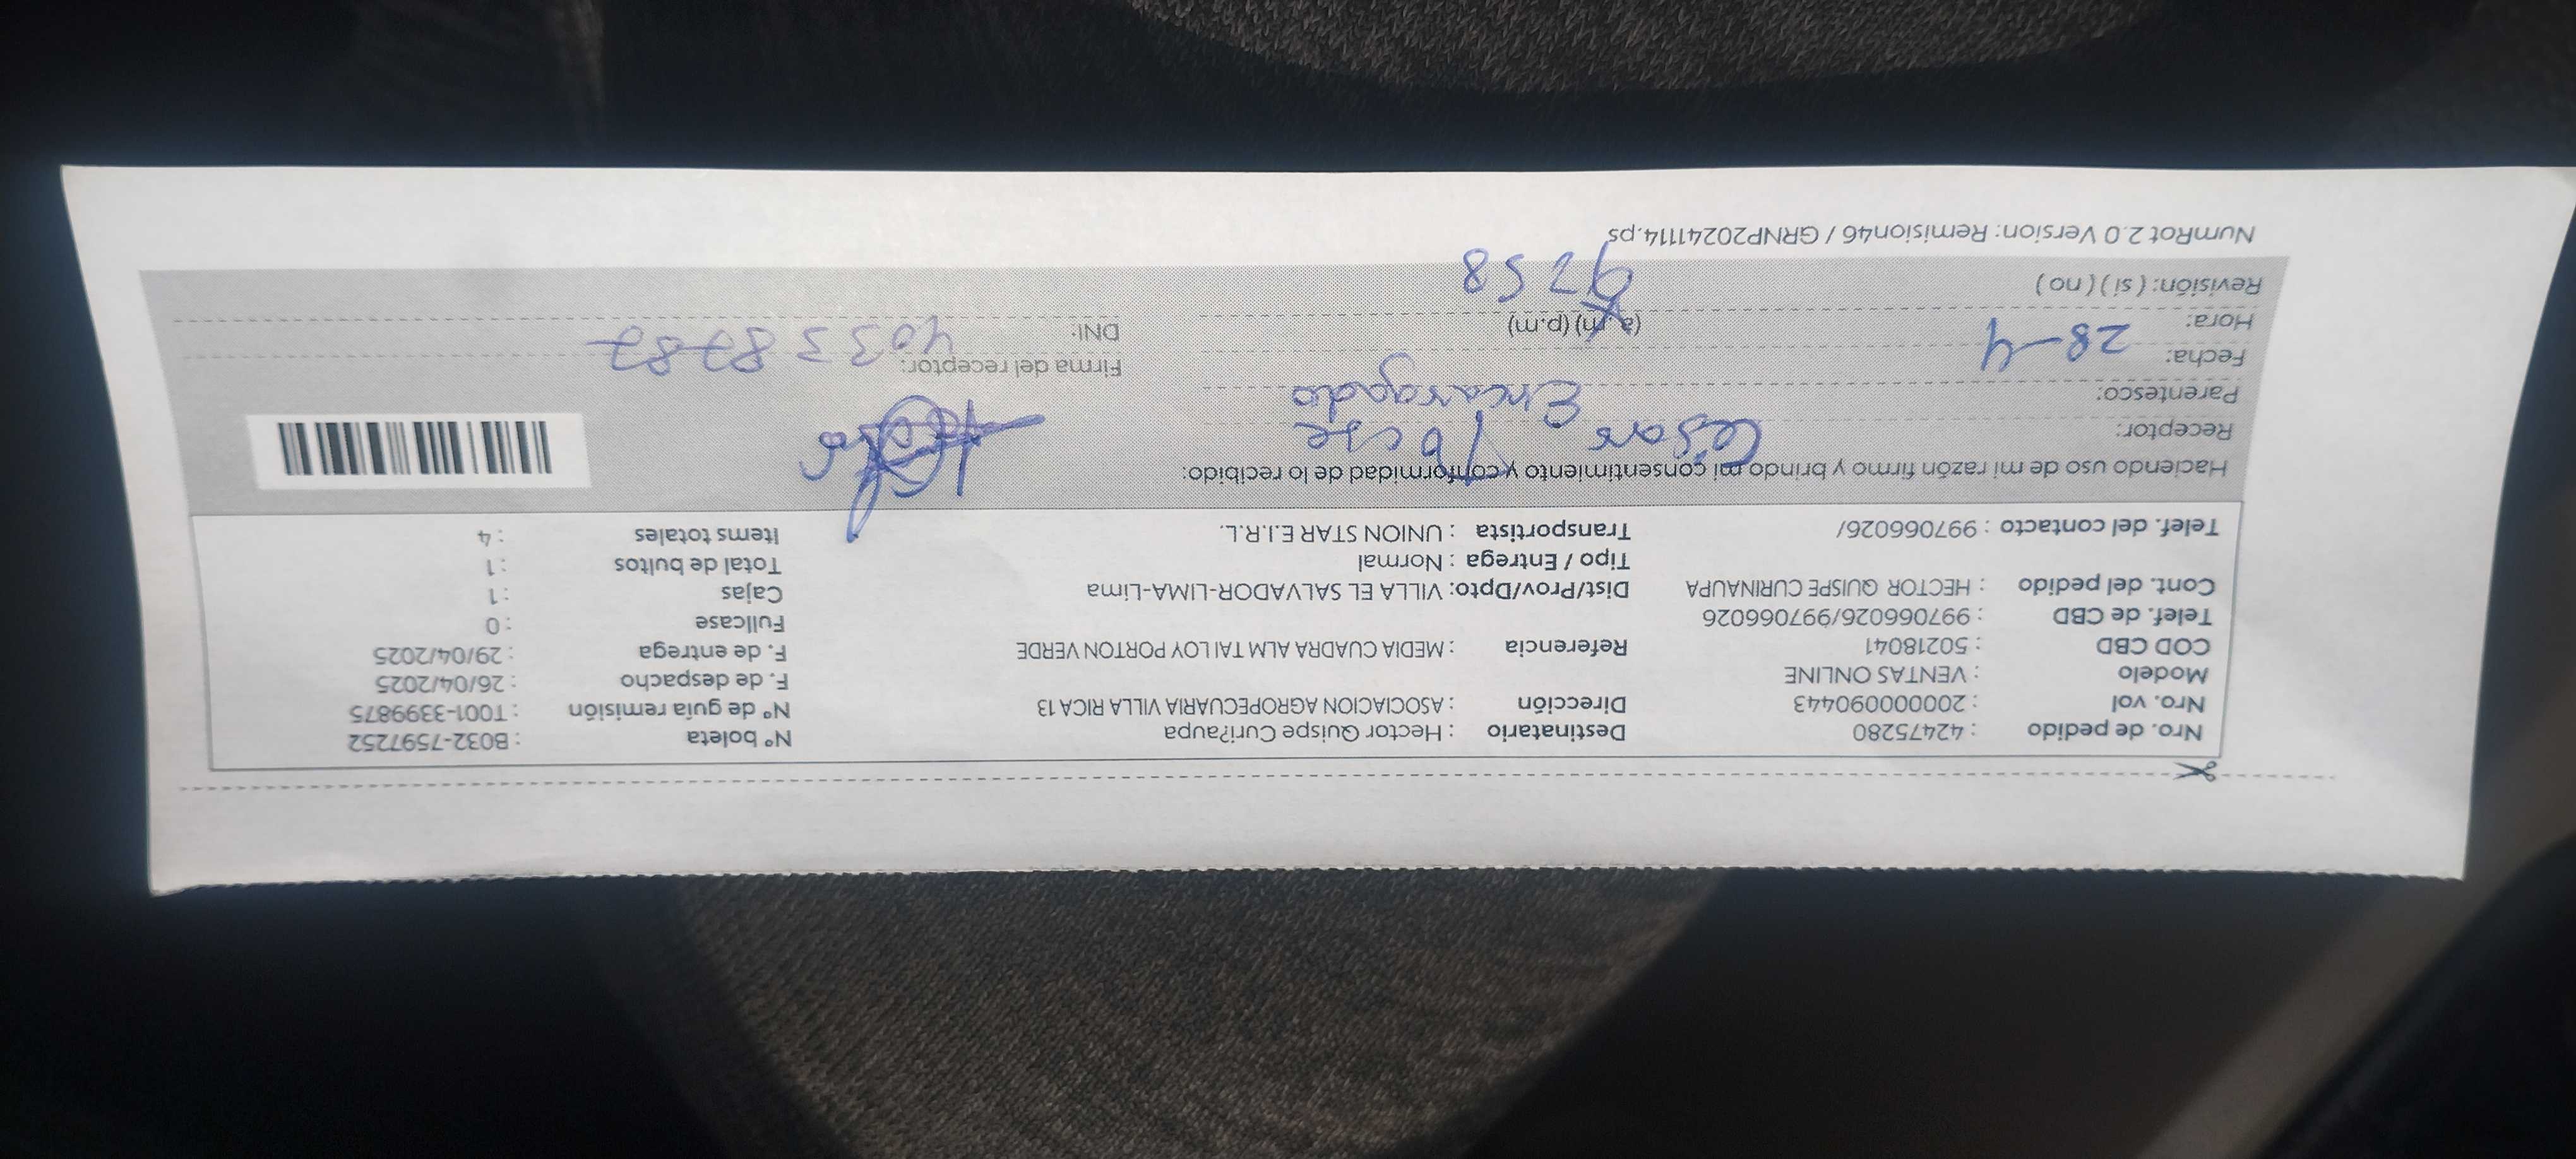 Nro. de pedido : 42475280
Nro. vol : 2000000090443
Modelo : VENTAS ONLINE
COD CBD : 50218041
Telef. de CBD : 997066026/997066026
Cont. del pedido : HECTOR QUISPE CURINAUPA
Telef. del contacto : 997066026/
Destinatario : Hector Quispe Curi?aupa
Dirección : ASOCIACION AGROPECUARIA VILLA RICA 13
Referencia : MEDIA CUADRA ALM TAI LOY PORTON VERDE
Dist/Prov/Dpto: VILLA EL SALVADOR-LIMA-Lima
Tipo / Entrega : Normal
Transportista : UNION STAR E.I.R.L.
N° boleta : B032-7597252
N° de guía remisión : T001-3399875
F. de despacho : 26/04/2025
F. de entrega : 29/04/2025
Fullcase : 0
Cajas : 1
Total de bultos : 1
Items totales : 4
Haciendo uso de mi razón firmo y brindo mi consentimiento y conformidad de lo recibido:
Receptor: Cesar
Parentesco: Encargado
Fecha: 28-4
Hora: (a.m) (p.m)
Revisión: ( si ) ( no )
9758
Firma del receptor:
DNI: 40338787
NumRot 2.0 Version: Remision46 / GRNP20241114.ps